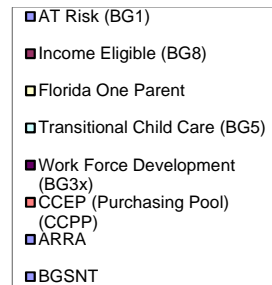 AT Risk (BG1)
Income Eligible (BG8)
Florida One Parent
Transitional Child Care (BG5)
Work Force Development
(BG3x)
CCEP (Purchasing Pool)
(CCPP)
ARRA
BGSNT